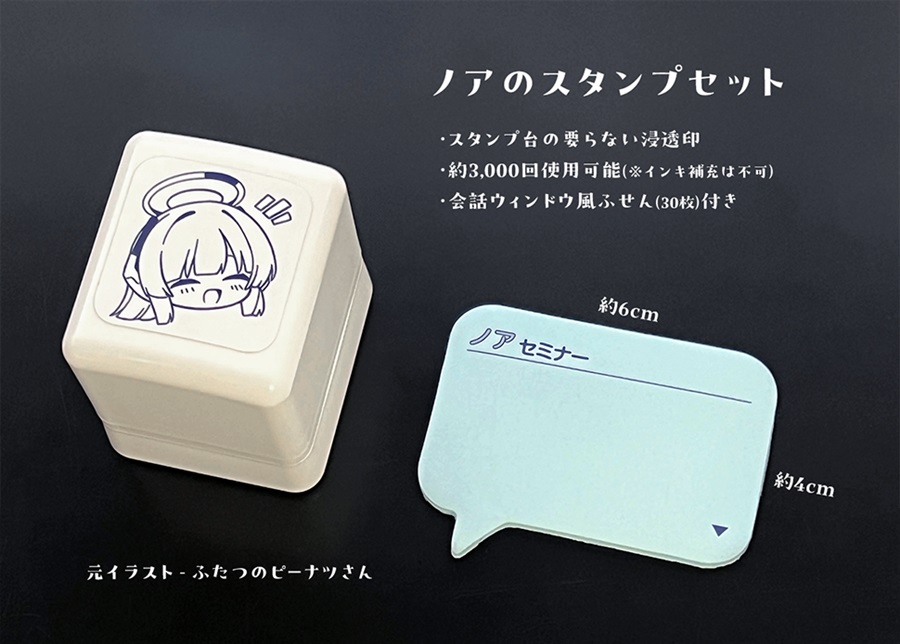 ノアのスタンプセット
・スタンプ台の要らない浸透印
・約3,000回使用可能(※インキ補充は不可)
・会話ウィンドウ風ふせん(30枚)付き
約6cm
ノア セミナー
約4cm
元イラスト - ふたつのピーナツさん